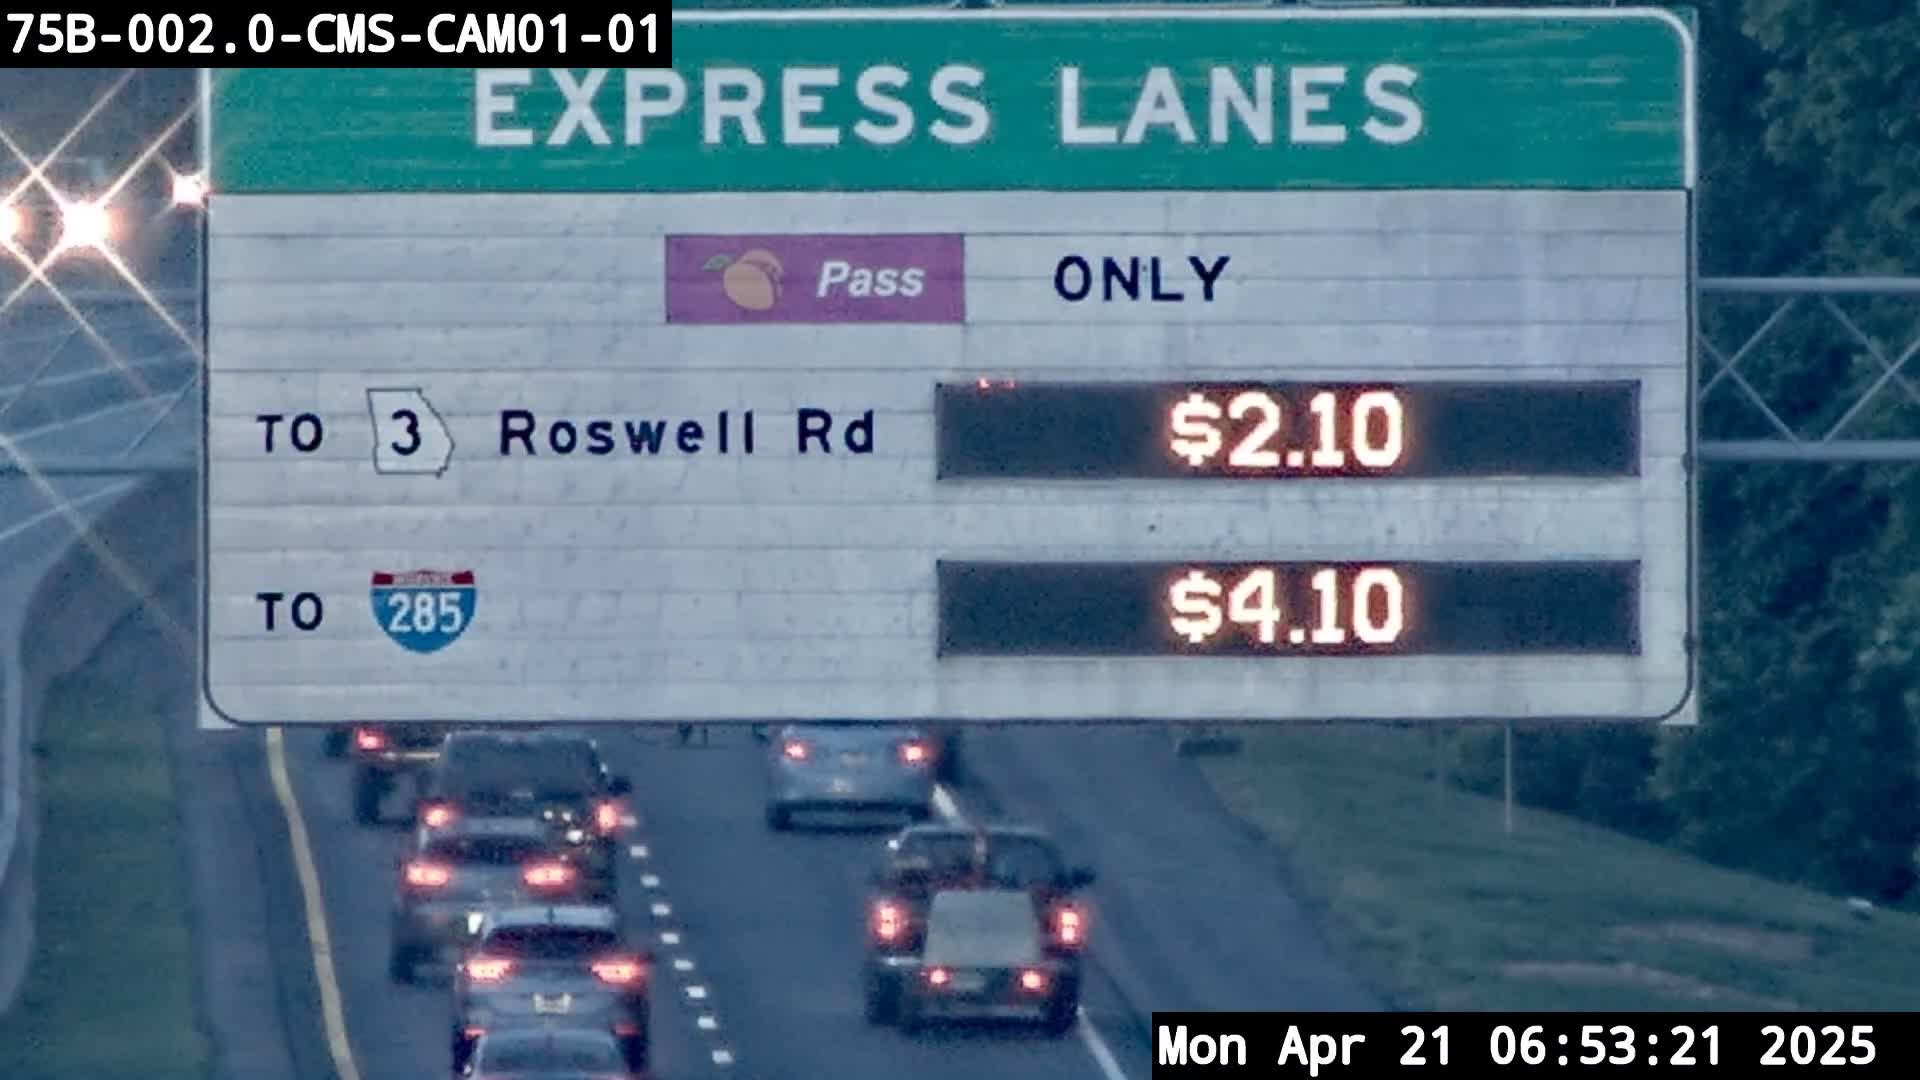 75B-002.0-CMS-CAM01-01
EXPRESS LANES
Pass ONLY
TO 3 Roswell Rd $2.10
TO 285 $4.10
Mon Apr 21 06:53:21 2025